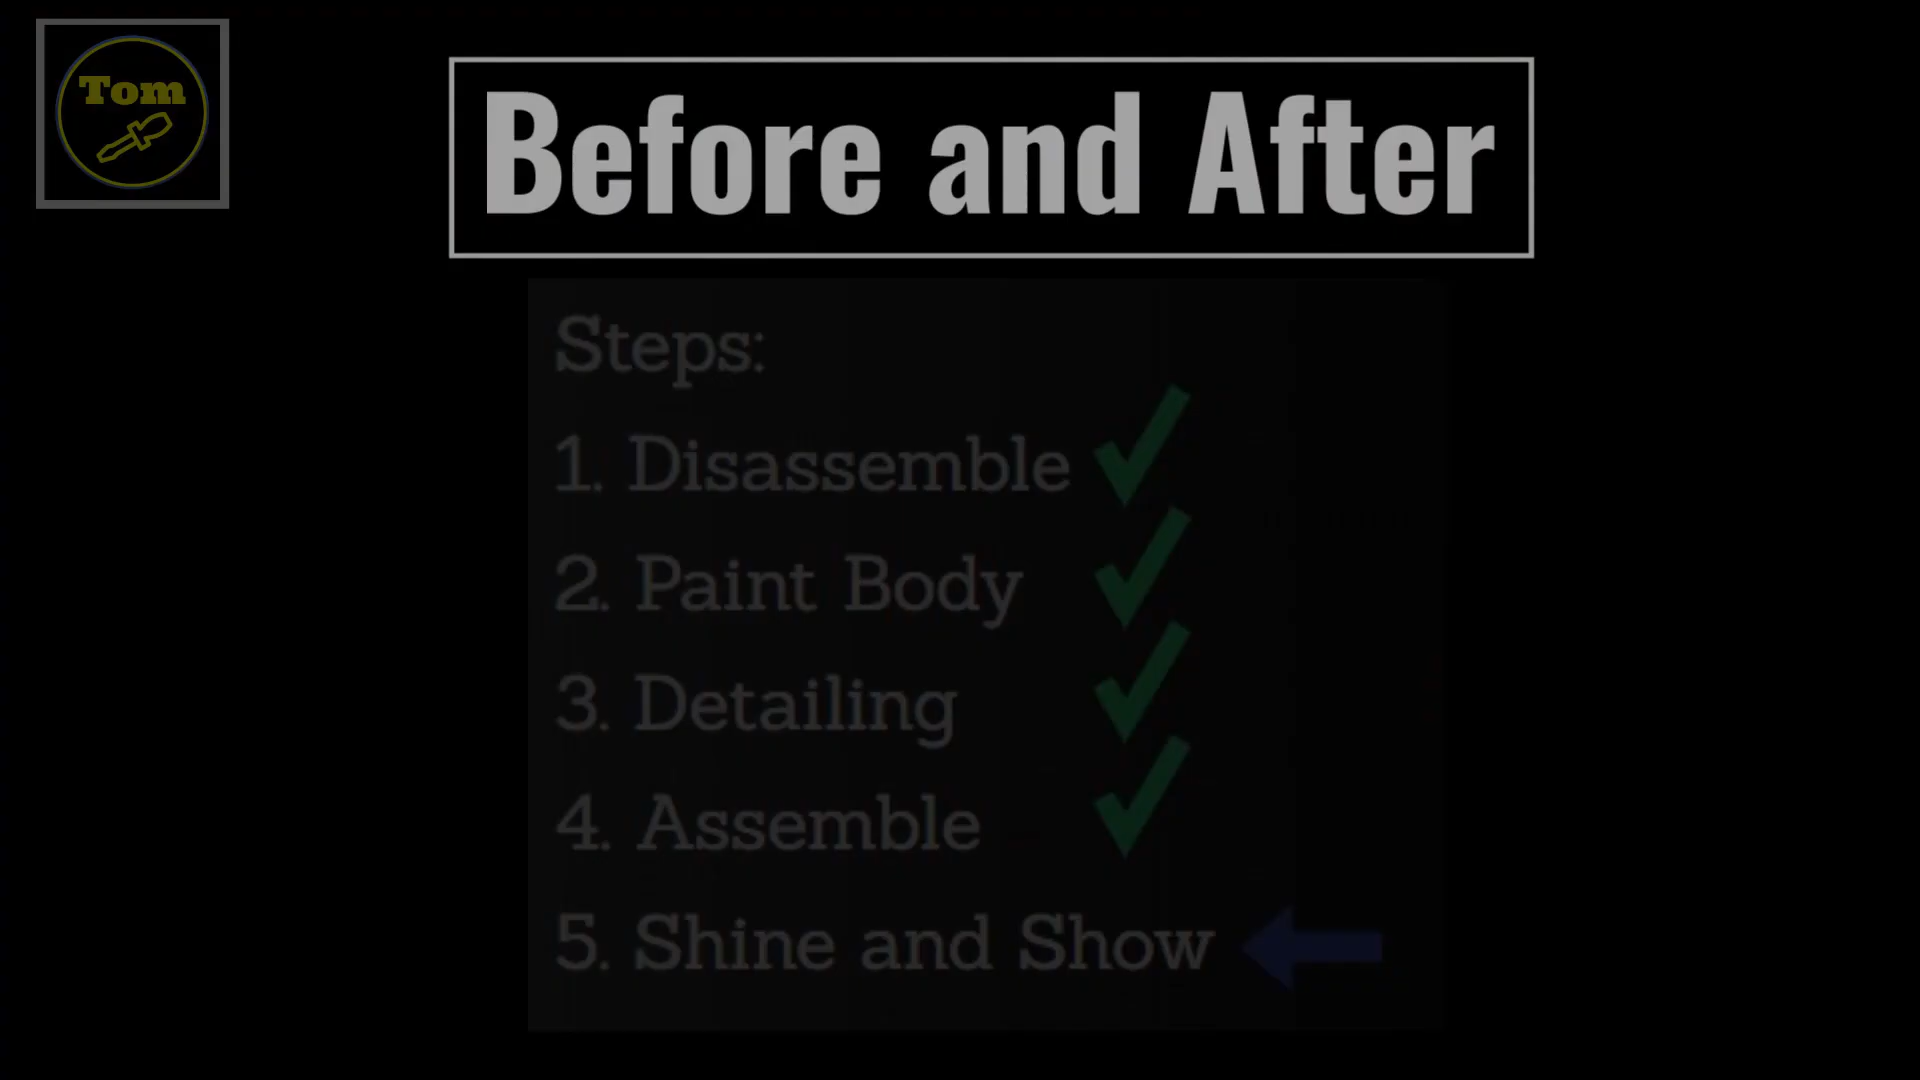 Tom
Before and After
Steps:
1. Disassemble
2. Paint Body
3. Detailing
4. Assemble
5. Shine and Show